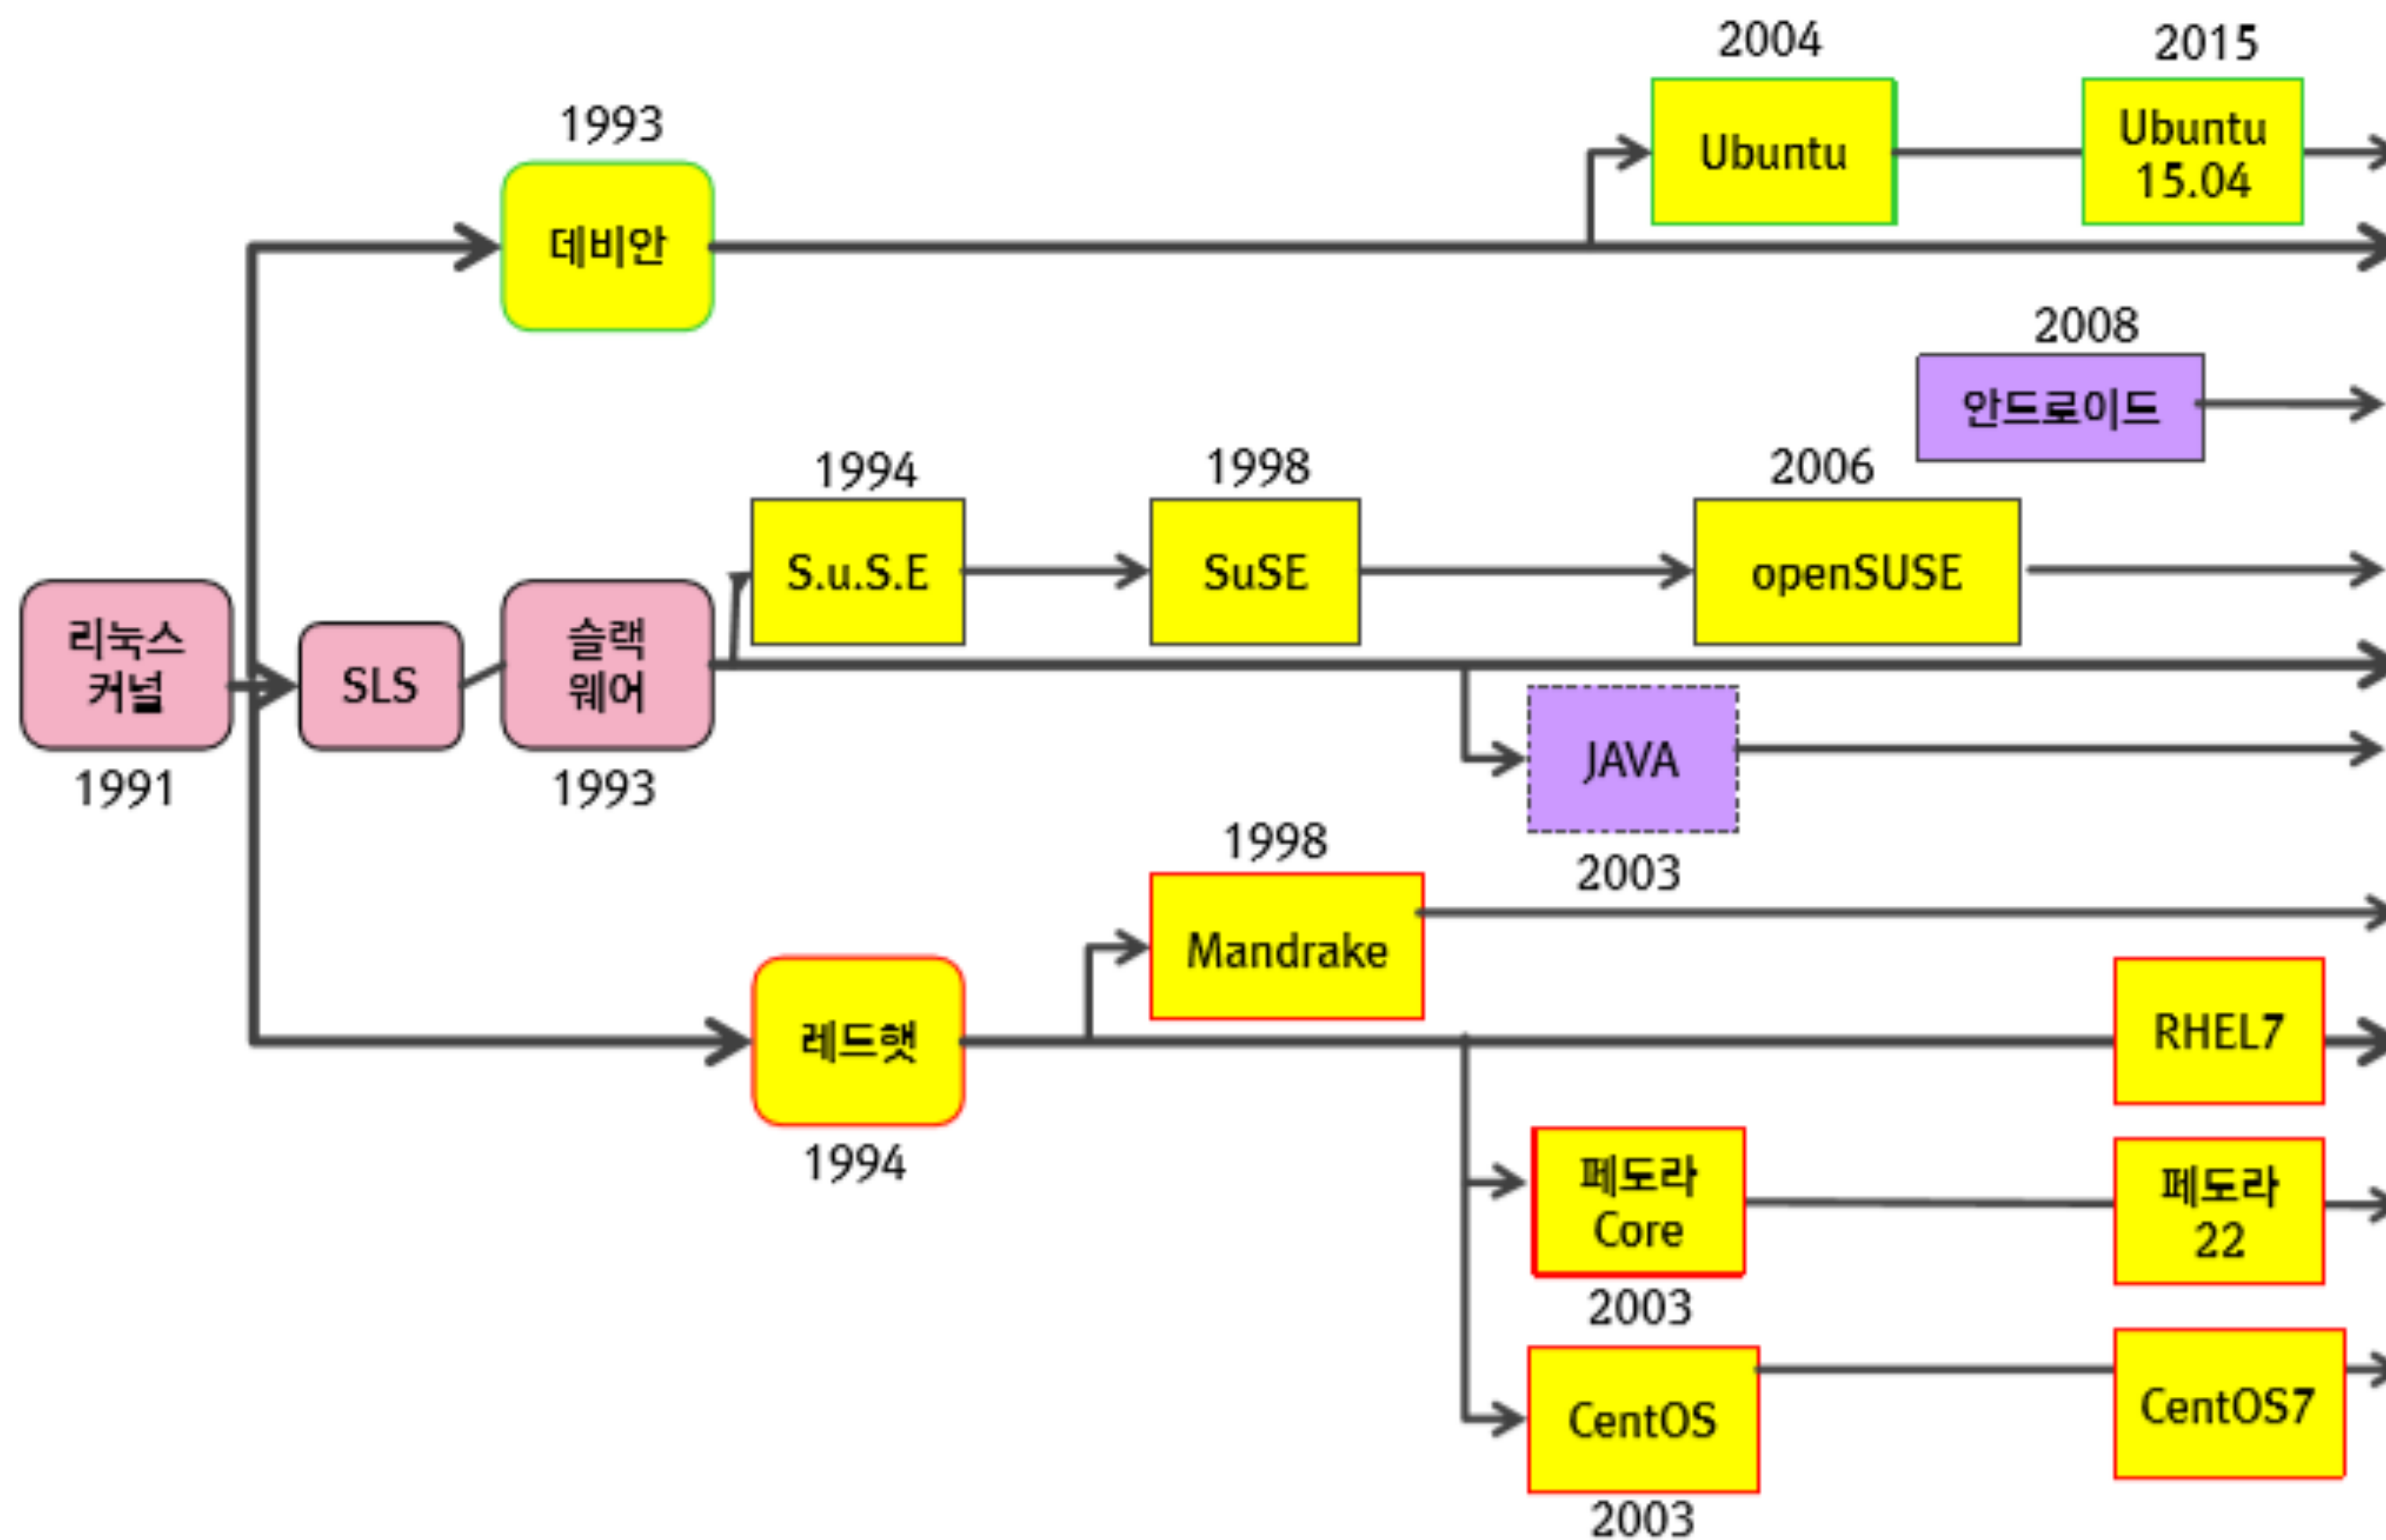 2004
2015
Ubuntu
Ubuntu
15.04
1993
데비안
2008
안드로이드
1994
1998
2006
S.u.S.E
SuSE
openSUSE
리눅스
커널
1991
SLS
슬랙
웨어
1993
JAVA
2003
1998
Mandrake
레드햇
1994
RHEL7
페도라
Core
2003
페도라
22
CentOS
2003
CentOS7